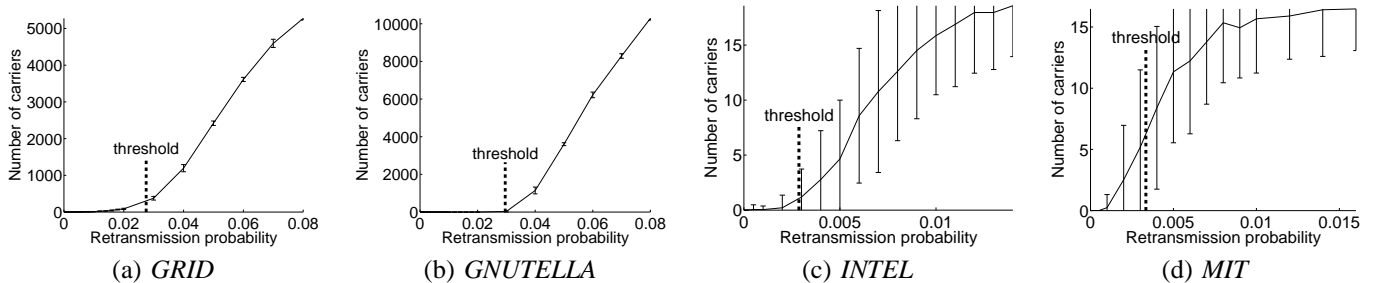 Number of carriers
5000
4000
3000
2000
1000
0
threshold
0 0.02 0.04 0.06 0.08
Retransmission probability
(a) GRID
Number of carriers
10000
8000
6000
4000
2000
0
threshold
0 0.02 0.04 0.06 0.08
Retransmission probability
(b) GNUTELLA
Number of carriers
15
10
5
0
threshold
0 0.005 0.01
Retransmission probability
(c) INTEL
Number of carriers
15
10
5
0
threshold
0 0.005 0.01 0.015
Retransmission probability
(d) MIT